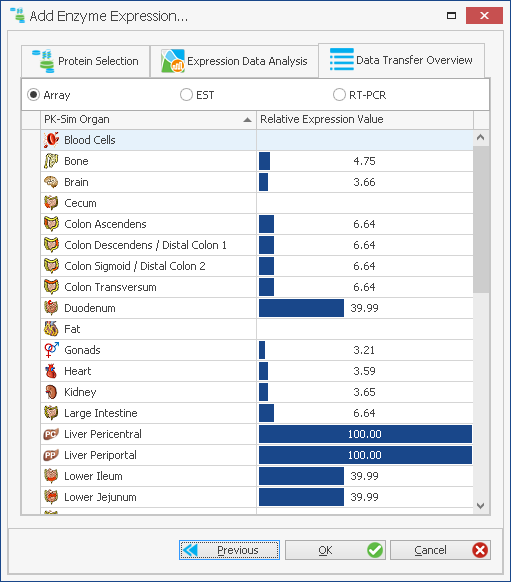 Add Enzyme Expression...
Protein Selection Expression Data Analysis Data Transfer Overview
Array EST RT-PCR
PK-Sim Organ Relative Expression Value
Blood Cells
Bone 4.75
Brain 3.66
Cecum
Colon Ascendens 6.64
Colon Descendens / Distal Colon 1 6.64
Colon Sigmoid / Distal Colon 2 6.64
Colon Transversum 6.64
Duodenum 39.99
Fat
Gonads 3.21
Heart 3.59
Kidney 3.65
Large Intestine 6.64
PC Liver Pericentral 100.00
PP Liver Periportal 100.00
Lower Ileum 39.99
Lower Jejunum 39.99
Previous OK Cancel